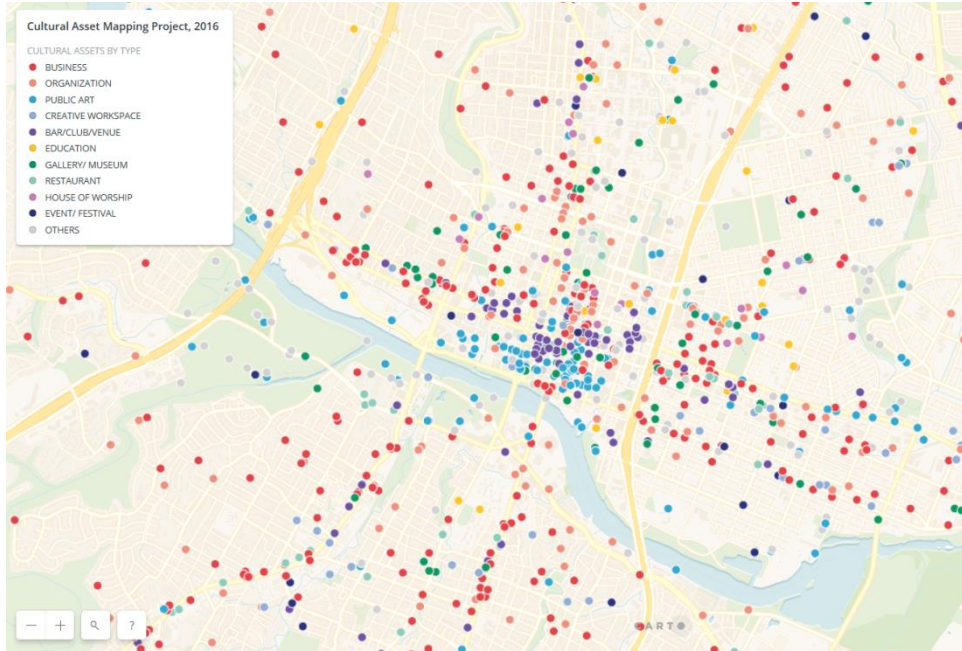 Cultural Asset Mapping Project, 2016
CULTURAL ASSETS BY TYPE
BUSINESS
ORGANIZATION
PUBLIC ART
CREATIVE WORKSPACE
BAR/CLUB/VENUE
EDUCATION
GALLERY/ MUSEUM
RESTAURANT
HOUSE OF WORSHIP
EVENT/ FESTIVAL
OTHERS
− + ?
CARTO